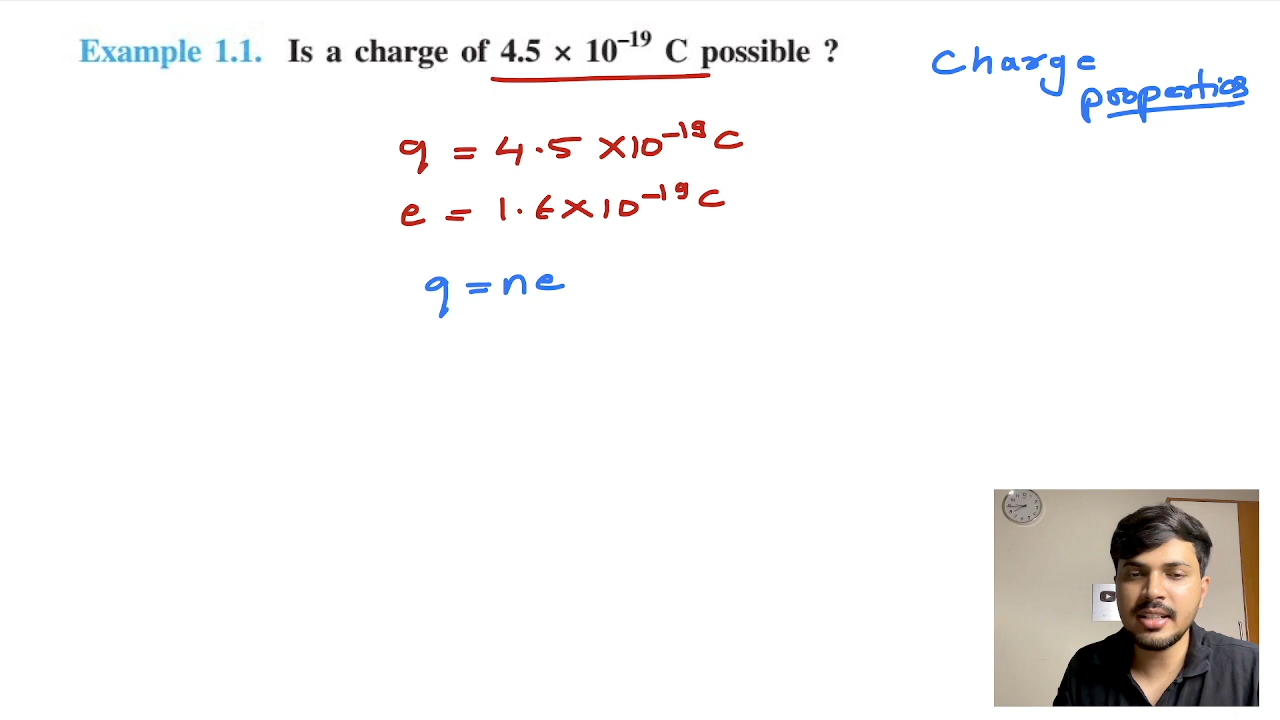 Example 1.1. Is a charge of 4.5 × 10⁻¹⁹ C possible ?
Charge
properties
q = 4.5 ×10⁻¹⁹ C
e = 1.6 ×10⁻¹⁹ C
q = ne